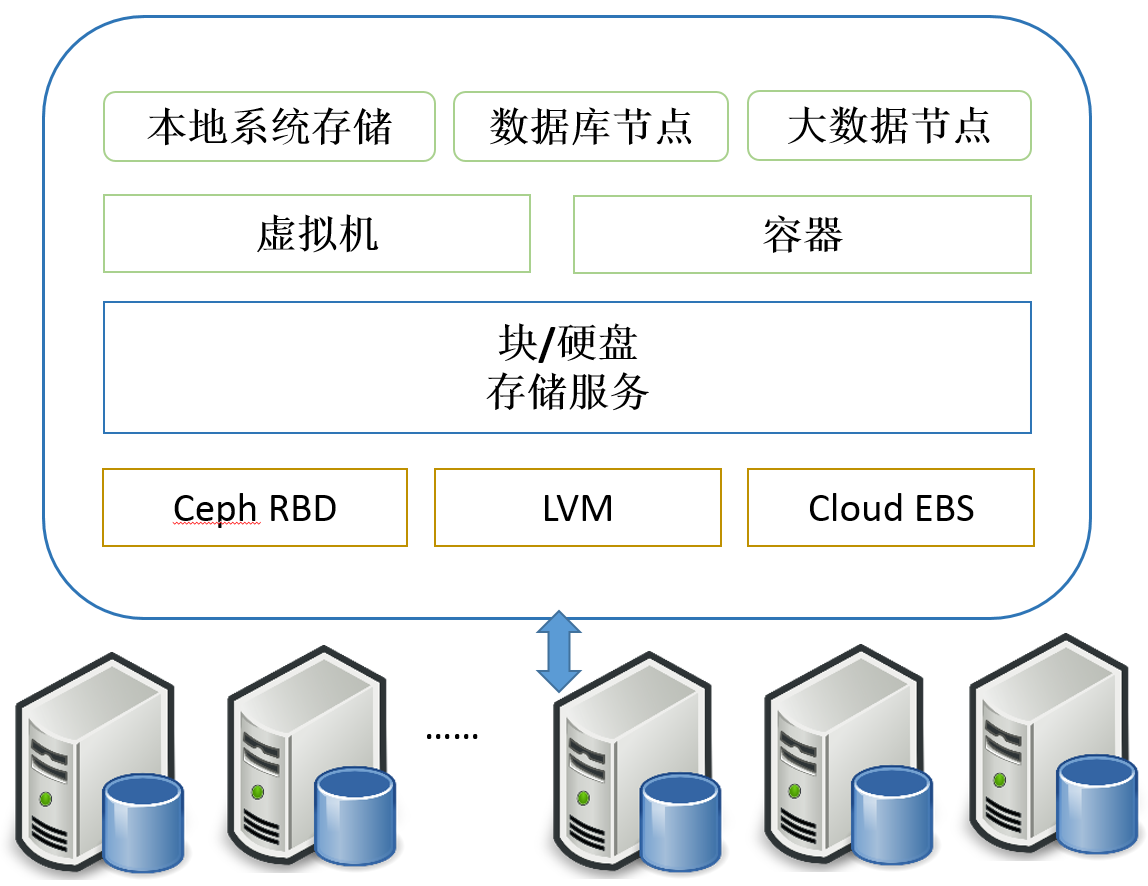 本地系统存储
数据库节点
大数据节点
虚拟机
容器
块/硬盘
存储服务
Ceph RBD
LVM
Cloud EBS
……